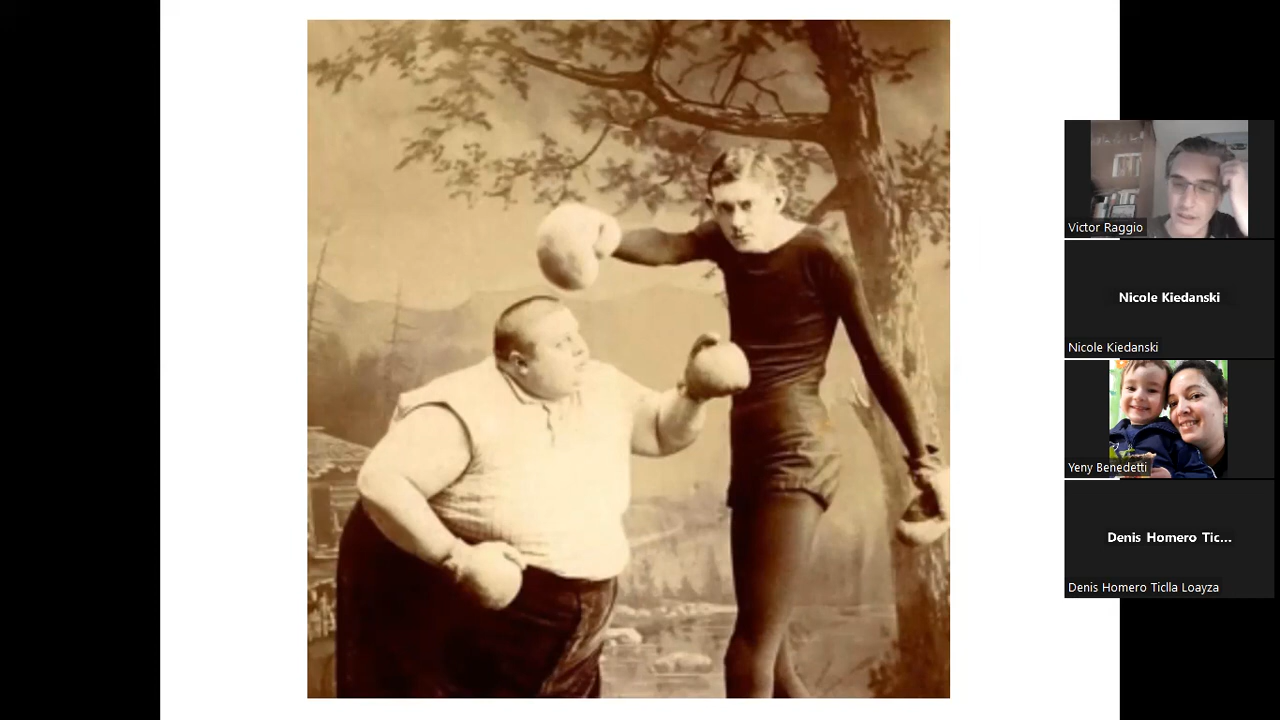 Victor Raggio
Nicole Kiedanski
Nicole Kiedanski
Yeny Benedetti
Denis Homero Tic...
Denis Homero Ticlla Loayza